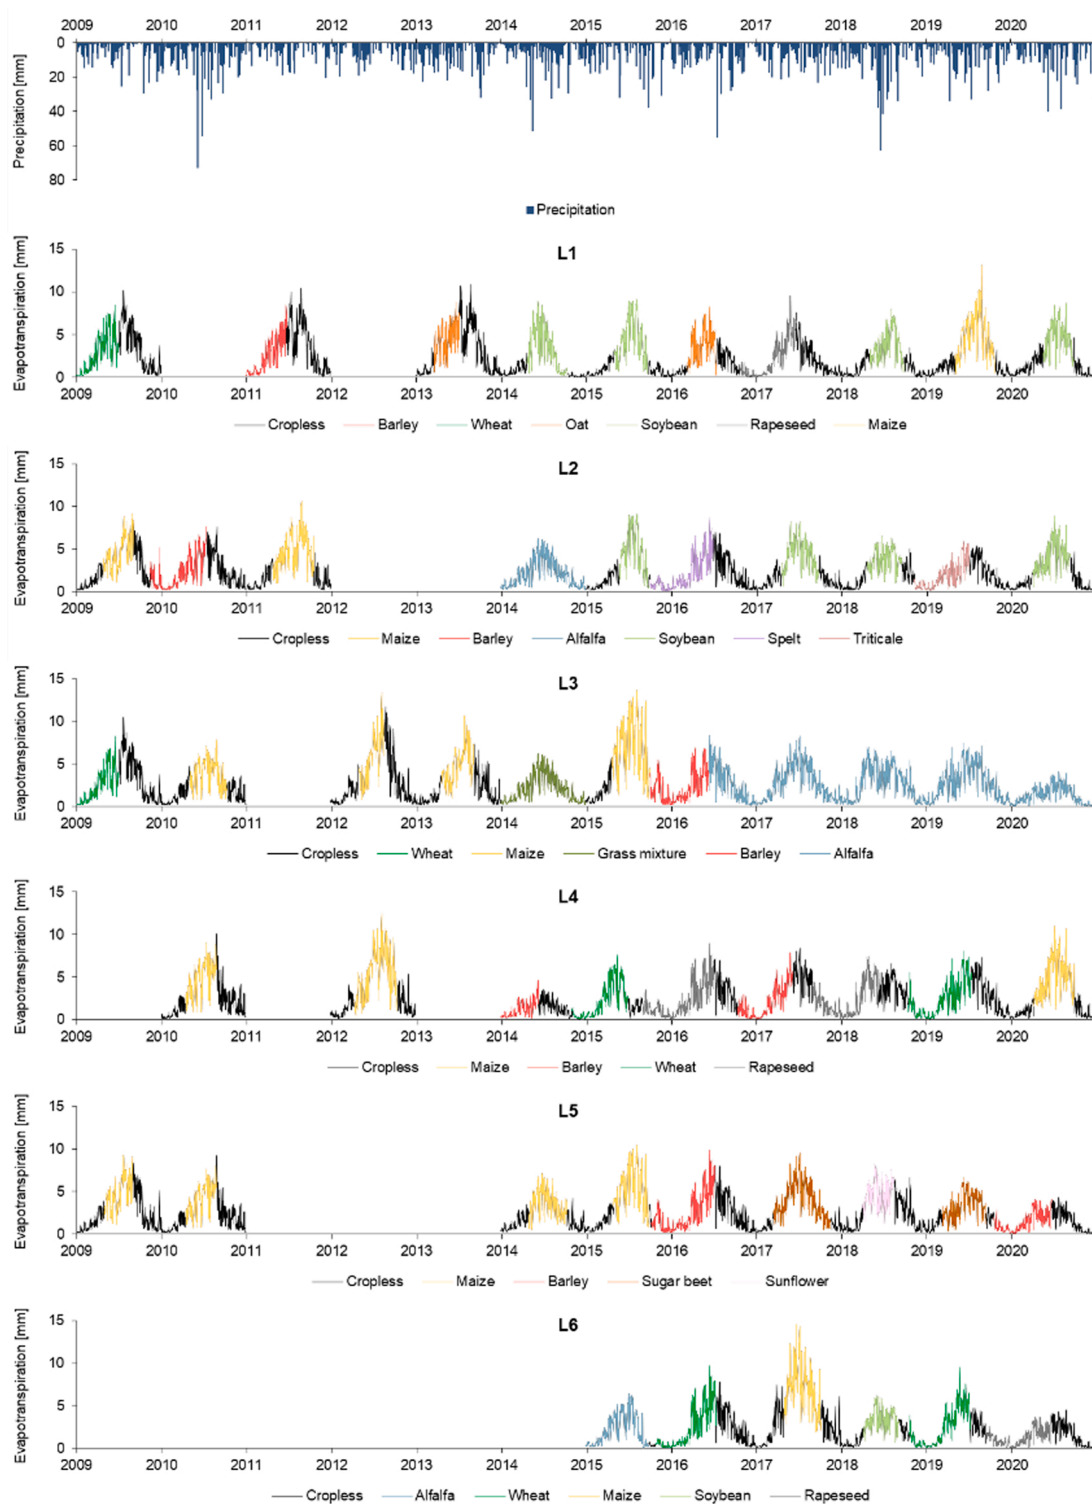 2009 2010 2011 2012 2013 2014 2015 2016 2017 2018 2019 2020
Precipitation [mm]
0
20
40
60
80
Precipitation
L1
Evapotranspiration [mm]
15
10
5
0
2009 2010 2011 2012 2013 2014 2015 2016 2017 2018 2019 2020
Cropless Barley Wheat Oat Soybean Rapeseed Maize
L2
Evapotranspiration [mm]
15
10
5
0
2009 2010 2011 2012 2013 2014 2015 2016 2017 2018 2019 2020
Cropless Maize Barley Alfalfa Soybean Spelt Triticale
L3
Evapotranspiration [mm]
15
10
5
0
2009 2010 2011 2012 2013 2014 2015 2016 2017 2018 2019 2020
Cropless Wheat Maize Grass mixture Barley Alfalfa
L4
Evapotranspiration [mm]
15
10
5
0
2009 2010 2011 2012 2013 2014 2015 2016 2017 2018 2019 2020
Cropless Maize Barley Wheat Rapeseed
L5
Evapotranspiration [mm]
15
10
5
0
2009 2010 2011 2012 2013 2014 2015 2016 2017 2018 2019 2020
Cropless Maize Barley Sugar beet Sunflower
L6
Evapotranspiration [mm]
15
10
5
0
2009 2010 2011 2012 2013 2014 2015 2016 2017 2018 2019 2020
Cropless Alfalfa Wheat Maize Soybean Rapeseed